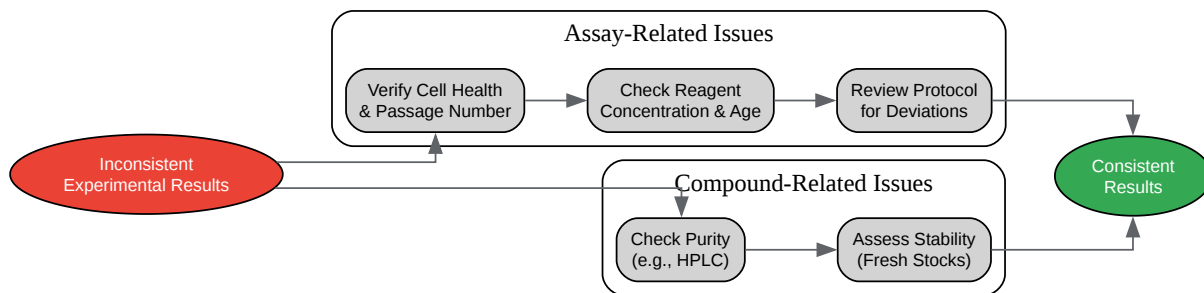 Assay-Related Issues
Verify Cell Health
& Passage Number
Check Reagent
Concentration & Age
Review Protocol
for Deviations
Inconsistent
Experimental Results
Consistent
Results
Compound-Related Issues
Check Purity
(e.g., HPLC)
Assess Stability
(Fresh Stocks)